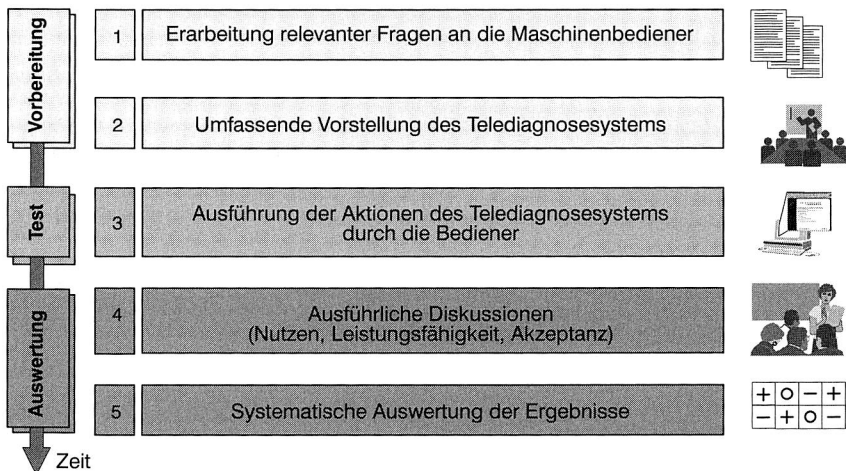 Vorbereitung
1
Erarbeitung relevanter Fragen an die Maschinenbediener
2
Umfassende Vorstellung des Telediagnosesystems
Test
3
Ausführung der Aktionen des Telediagnosesystems
durch die Bediener
Auswertung
4
Ausführliche Diskussionen
(Nutzen, Leistungsfähigkeit, Akzeptanz)
5
Systematische Auswertung der Ergebnisse
+ O − +
− + O −
Zeit